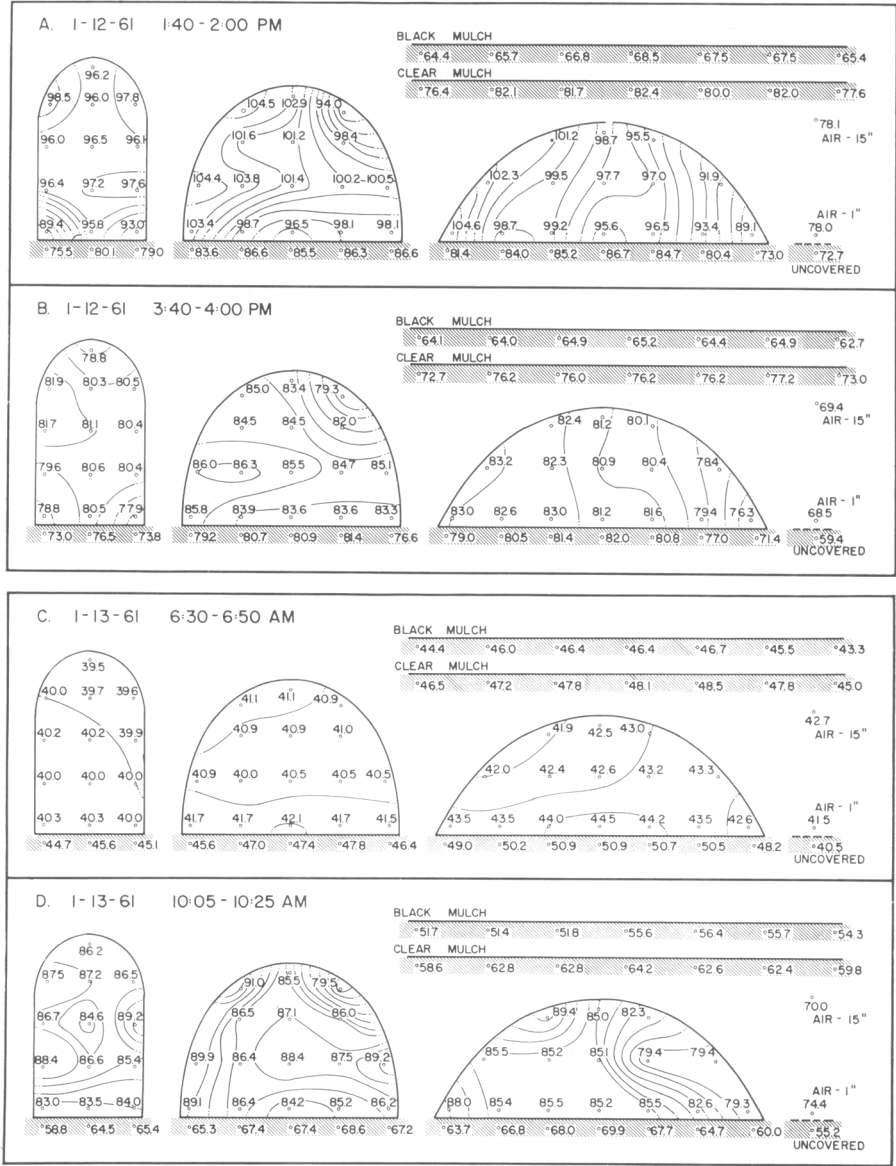 A. 1-12-61 1:40-2:00 PM
BLACK MULCH
°64.4 °65.7 °66.8 °68.5 °67.5 °67.5 °65.4
CLEAR MULCH
°76.4 °82.1 °81.7 °82.4 °80.0 °82.0 °77.6
96.2
98.5 96.0 97.8
96.0 96.5 96.1
96.4 97.2 97.6
89.4 95.8 93.0
°75.5 °80.1 °79.0
104.5 102.9 94.0
101.6 101.2 98.4
104.4 103.8 101.4 100.2 100.5
103.4 98.7 96.5 98.1 98.1
°83.6 °86.6 °85.5 °86.3 °86.6
101.2 98.7 95.5
102.3 99.5 97.7 97.0 91.9
104.6 98.7 99.2 95.6 96.5 93.4 89.1
°81.4 °84.0 °85.2 °86.7 °84.7 °80.4 °73.0
°78.1
AIR - 15"
AIR - 1"
78.0
°72.7
UNCOVERED
B. 1-12-61 3:40-4:00 PM
BLACK MULCH
°64.1 °64.0 °64.9 °65.2 °64.4 °64.9 °62.7
CLEAR MULCH
°72.7 °76.2 °76.0 °76.2 °76.2 °77.2 °73.0
78.8
81.9 80.3 80.5
81.7 81.1 80.4
79.6 80.6 80.4
78.8 80.5 77.9
°73.0 °76.5 °73.8
85.0 83.4 79.3
84.5 84.5 82.0
86.0 86.3 85.5 84.7 85.1
85.8 83.9 83.6 83.6 83.3
°79.2 °80.7 °80.9 °81.4 °76.6
82.4 81.2 80.1
83.2 82.3 80.9 80.4 78.4
83.0 82.6 83.0 81.2 81.6 79.4 76.3
°79.0 °80.5 °81.4 °82.0 °80.8 °77.0 °71.4
°69.4
AIR - 15"
AIR - 1"
68.5
°59.4
UNCOVERED
C. 1-13-61 6:30-6:50 AM
BLACK MULCH
°44.4 °46.0 °46.4 °46.4 °46.7 °45.5 °43.3
CLEAR MULCH
°46.5 °47.2 °47.8 °48.1 °48.5 °47.8 °45.0
39.5
40.0 39.7 39.6
40.2 40.2 39.9
40.0 40.0 40.0
40.3 40.3 40.0
°44.7 °45.6 °45.1
41.1 41.1 40.9
40.9 40.9 41.0
40.9 40.0 40.5 40.5 40.5
41.7 41.7 42.1 41.7 41.5
°45.6 °47.0 °47.4 °47.8 °46.4
41.9 42.5 43.0
42.0 42.4 42.6 43.2 43.3
43.5 43.5 44.0 44.5 44.2 43.5 42.6
°49.0 °50.2 °50.9 °50.9 °50.7 °50.5 °48.2
42.7
AIR - 15"
AIR - 1"
41.5
°40.5
UNCOVERED
D. 1-13-61 10:05-10:25 AM
BLACK MULCH
°51.7 °51.4 °51.8 °55.6 °56.4 °55.7 °54.3
CLEAR MULCH
°58.6 °62.8 °62.8 °64.2 °62.6 °62.4 °59.8
86.2
87.5 87.2 86.5
86.7 84.6 89.2
88.4 86.6 85.4
83.0 83.5 84.0
°58.8 °64.5 °65.4
91.0 85.5 79.5
86.5 87.1 86.0
89.9 86.4 88.4 87.5 89.2
89.1 86.4 84.2 85.2 86.2
°65.3 °67.4 °67.4 °68.6 °67.2
89.4 85.0 82.3
85.5 85.2 85.1 79.4 79.4
88.0 85.4 85.5 85.2 85.5 82.6 79.3
°63.7 °66.8 °68.0 °69.9 °67.7 °64.7 °60.0
70.0
AIR - 15"
AIR - 1"
74.4
°55.2
UNCOVERED